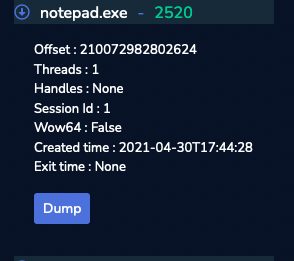 notepad.exe - 2520
Offset : 210072982802624
Threads : 1
Handles : None
Session Id : 1
Wow64 : False
Created time : 2021-04-30T17:44:28
Exit time : None
Dump